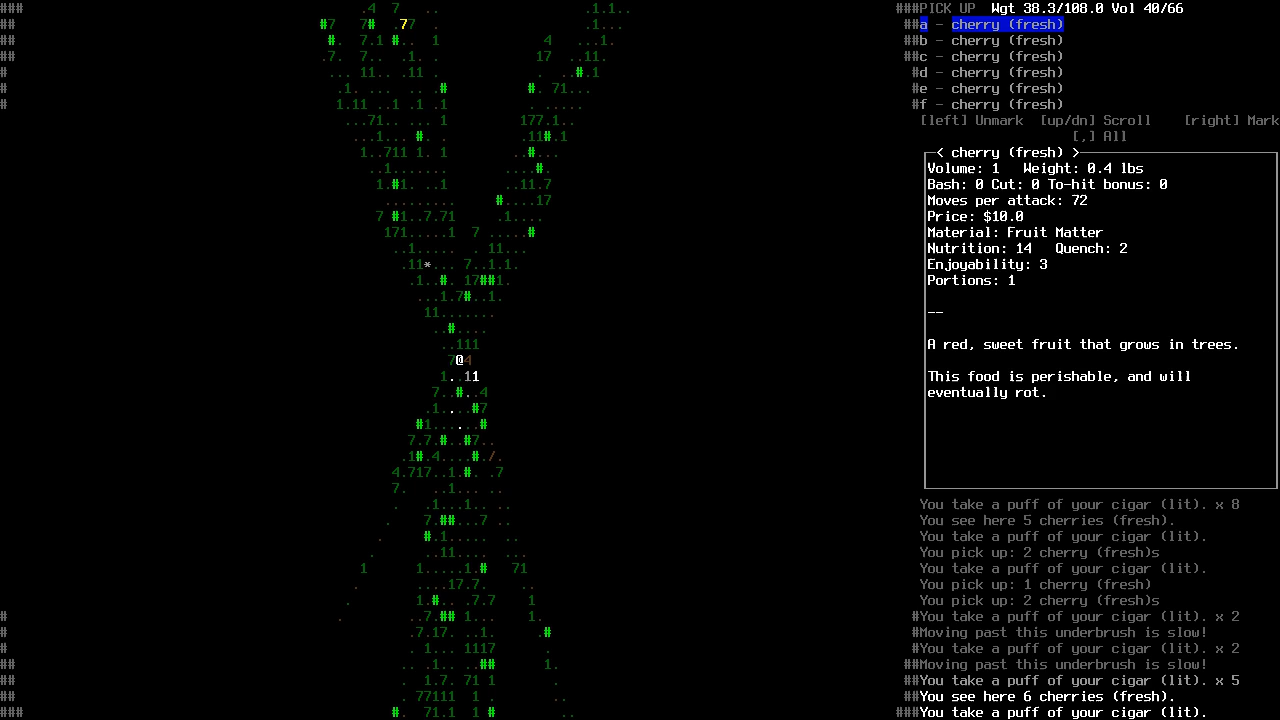 PICK UP  Wgt 38.3/108.0 Vol 40/66
a - cherry (fresh)
b - cherry (fresh)
c - cherry (fresh)
d - cherry (fresh)
e - cherry (fresh)
f - cherry (fresh)
[left] Unmark  [up/dn] Scroll    [right] Mark
[,] All
< cherry (fresh) >
Volume: 1   Weight: 0.4 lbs
Bash: 0 Cut: 0 To-hit bonus: 0
Moves per attack: 72
Price: $10.0
Material: Fruit Matter
Nutrition: 14   Quench: 2
Enjoyability: 3
Portions: 1
--
A red, sweet fruit that grows in trees.
This food is perishable, and will
eventually rot.
You take a puff of your cigar (lit). x 8
You see here 5 cherries (fresh).
You take a puff of your cigar (lit).
You pick up: 2 cherry (fresh)s
You take a puff of your cigar (lit).
You pick up: 1 cherry (fresh)
You pick up: 2 cherry (fresh)s
You take a puff of your cigar (lit). x 2
Moving past this underbrush is slow!
You take a puff of your cigar (lit). x 2
Moving past this underbrush is slow!
You take a puff of your cigar (lit). x 5
You see here 6 cherries (fresh).
You take a puff of your cigar (lit).